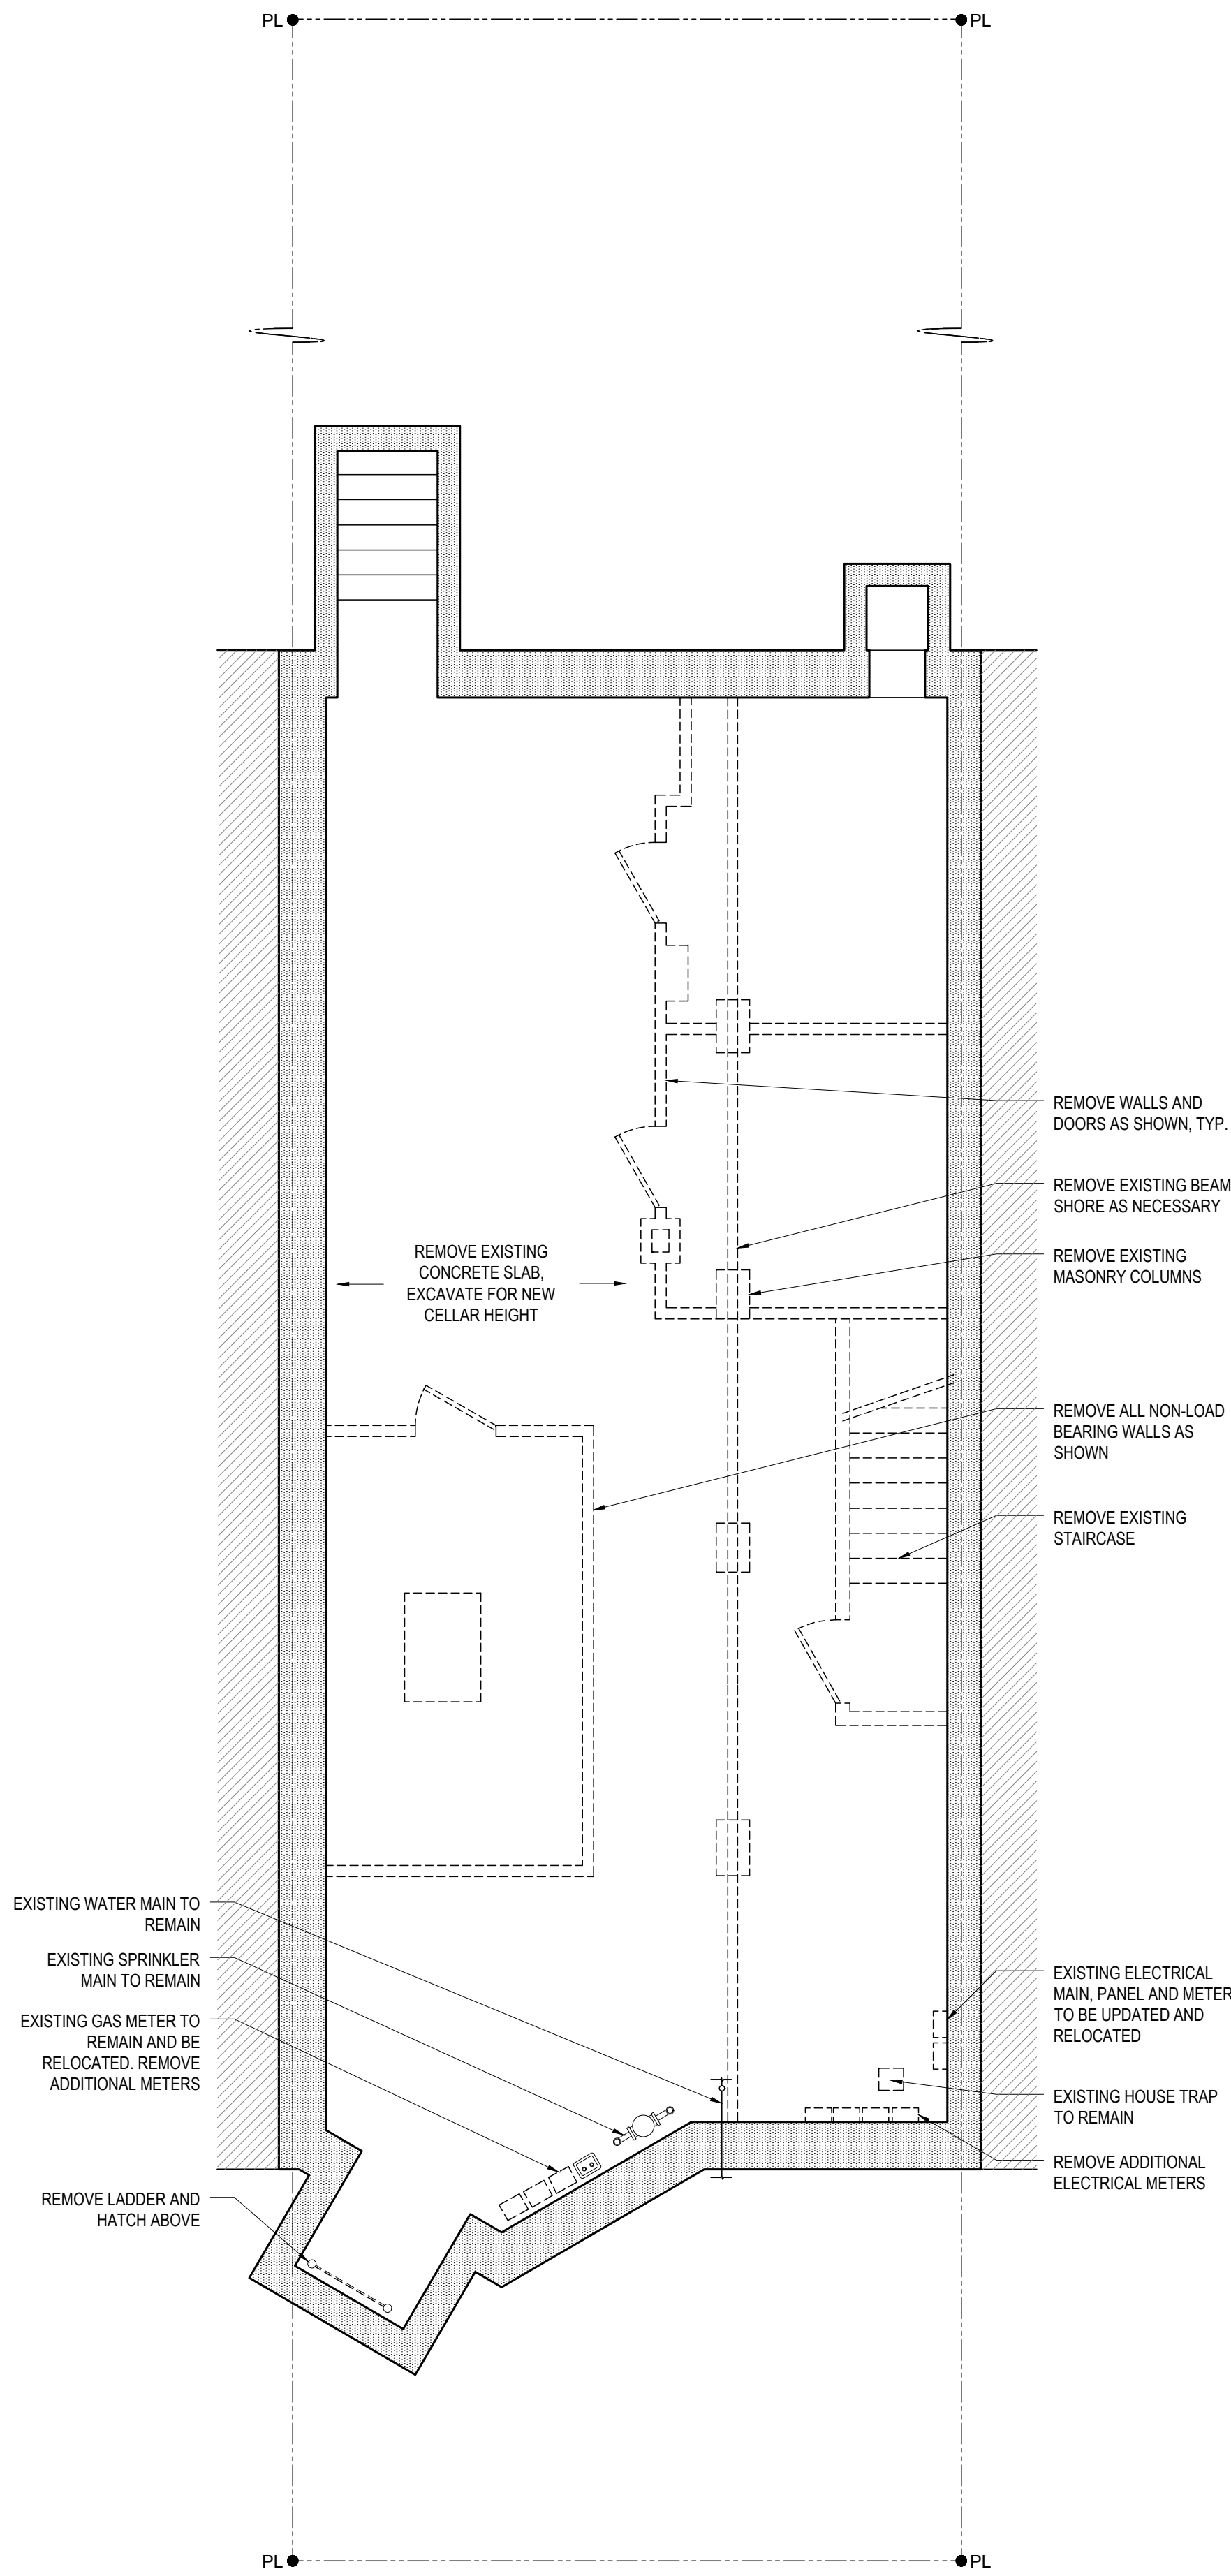 PL
PL
REMOVE WALLS AND
DOORS AS SHOWN, TYP.
REMOVE EXISTING BEAM
SHORE AS NECESSARY
REMOVE EXISTING
MASONRY COLUMNS
REMOVE EXISTING
CONCRETE SLAB,
EXCAVATE FOR NEW
CELLAR HEIGHT
REMOVE ALL NON-LOAD
BEARING WALLS AS
SHOWN
REMOVE EXISTING
STAIRCASE
EXISTING WATER MAIN TO
REMAIN
EXISTING SPRINKLER
MAIN TO REMAIN
EXISTING GAS METER TO
REMAIN AND BE
RELOCATED. REMOVE
ADDITIONAL METERS
REMOVE LADDER AND
HATCH ABOVE
EXISTING ELECTRICAL
MAIN, PANEL AND METER
TO BE UPDATED AND
RELOCATED
EXISTING HOUSE TRAP
TO REMAIN
REMOVE ADDITIONAL
ELECTRICAL METERS
PL
PL